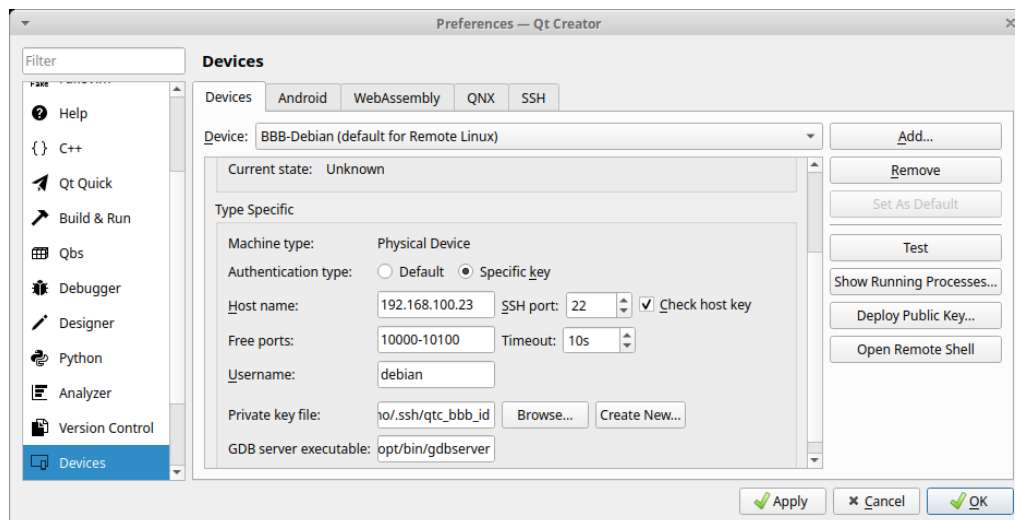 Preferences — Qt Creator
Filter
Devices
Fake
Help
{} C++
Qt Quick
Build & Run
Qbs
Debugger
Designer
Python
Analyzer
Version Control
Devices
Devices Android WebAssembly QNX SSH
Device: BBB-Debian (default for Remote Linux) Add...
Current state: Unknown Remove
Set As Default
Type Specific
Machine type: Physical Device Test
Authentication type: Default Specific key Show Running Processes...
Host name: 192.168.100.23 SSH port: 22 Check host key Deploy Public Key...
Free ports: 10000-10100 Timeout: 10s Open Remote Shell
Username: debian
Private key file: /.ssh/qtc_bbb_id Browse... Create New...
GDB server executable: opt/bin/gdbserver
Apply Cancel OK